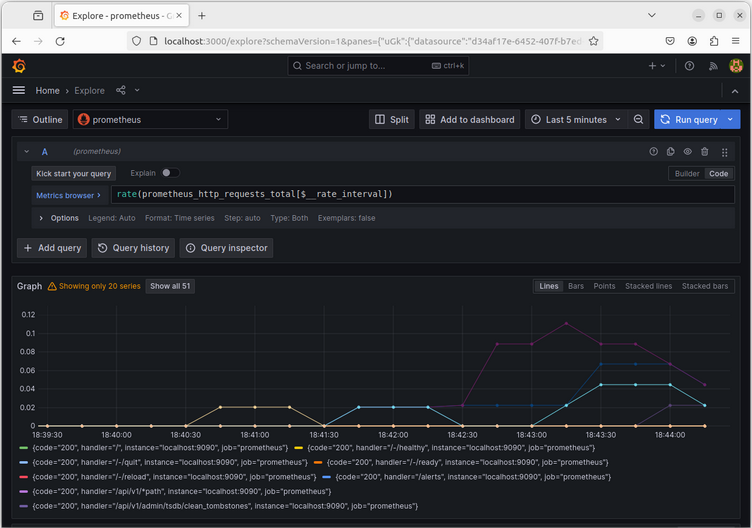 Explore - prometheus - G
localhost:3000/explore?schemaVersion=1&panes={"uGk":{"datasource":"d34af17e-6452-407f-b7ed
Search or jump to...
ctrl+k
Home
Explore
Outline
prometheus
Split
Add to dashboard
Last 5 minutes
Run query
A
(prometheus)
Kick start your query
Explain
Builder
Code
Metrics browser >
rate(prometheus_http_requests_total[$__rate_interval])
Options Legend: Auto Format: Time series Step: auto Type: Both Exemplars: false
+ Add query
Query history
Query inspector
Graph
Showing only 20 series
Show all 51
Lines
Bars
Points
Stacked lines
Stacked bars
0.12
0.1
0.08
0.06
0.04
0.02
0
18:39:30 18:40:00 18:40:30 18:41:00 18:41:30 18:42:00 18:42:30 18:43:00 18:43:30 18:44:00
{code="200", handler="/", instance="localhost:9090", job="prometheus"} {code="200", handler="/-/healthy", instance="localhost:9090", job="prometheus"}
{code="200", handler="/-/quit", instance="localhost:9090", job="prometheus"} {code="200", handler="/-/ready", instance="localhost:9090", job="prometheus"}
{code="200", handler="/-/reload", instance="localhost:9090", job="prometheus"} {code="200", handler="/alerts", instance="localhost:9090", job="prometheus"}
{code="200", handler="/api/v1/*path", instance="localhost:9090", job="prometheus"}
{code="200", handler="/api/v1/admin/tsdb/clean_tombstones", instance="localhost:9090", job="prometheus"}